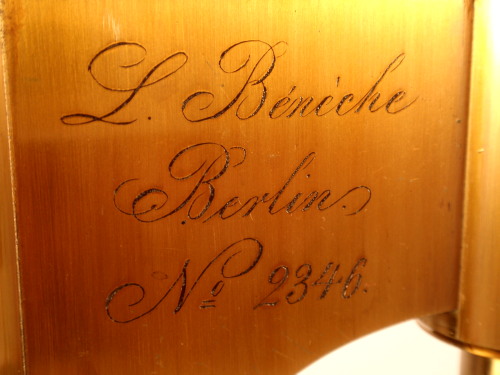 L. Bénèche
Berlin.
No 2346.